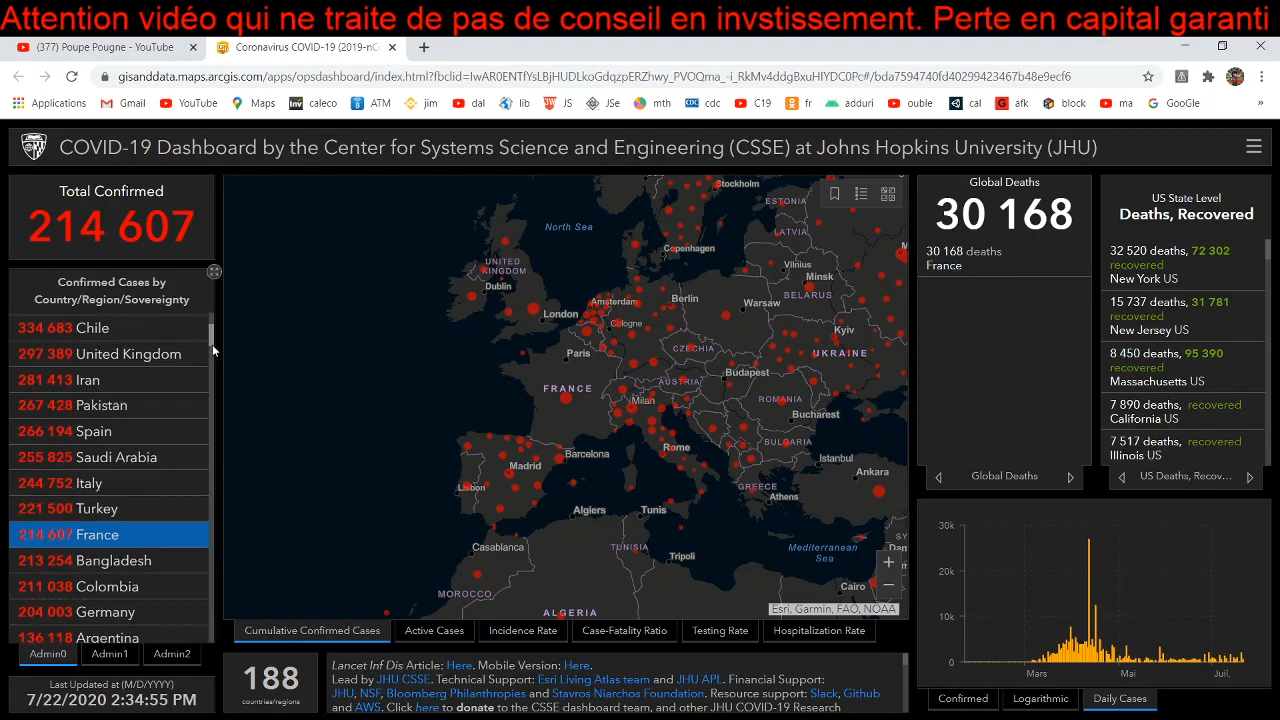 Attention vidéo qui ne traite de pas de conseil en invstissement. Perte en capital garanti
(377) Poupe Pougne - YouTube
Coronavirus COVID-19 (2019-nC
gisanddata.maps.arcgis.com/apps/opsdashboard/index.html?fbclid=IwAR0ENTfYsLBjHUDLkoGdqzpERZhwy_PVOQma_-i_RkMv4ddgBxuHIYDC0Pc#/bda7594740fd40299423467b48e9ecf6
Applications Gmail YouTube Maps caleco ATM jim dal lib JS JSe mth cdc C19 fr adduri ouble cal afk block ma GooGle
COVID-19 Dashboard by the Center for Systems Science and Engineering (CSSE) at Johns Hopkins University (JHU)
Total Confirmed
214 607
Confirmed Cases by
Country/Region/Sovereignty
334 683 Chile
297 389 United Kingdom
281 413 Iran
267 428 Pakistan
266 194 Spain
255 825 Saudi Arabia
244 752 Italy
221 500 Turkey
214 607 France
213 254 Bangladesh
211 038 Colombia
204 003 Germany
136 118 Argentina
Admin0 Admin1 Admin2
Last Updated at (M/D/YYYY)
7/22/2020 2:34:55 PM
Stockholm
North Sea
ESTONIA
LATVIA
Copenhagen
UNITED
KINGDOM
Vilnius
Minsk
Dublin
BELARUS
Amsterdam
Berlin
Warsaw
London
Cologne
Kyiv
Paris
CZECHIA
UKRAINE
FRANCE
AUSTRIA
Budapest
Milan
ROMANIA
Bucharest
Rome
BULGARIA
Barcelona
Istanbul
Madrid
Ankara
Lisbon
GREECE
Athens
Algiers
Tunis
Casablanca
TUNISIA
Tripoli
Mediterranean
Sea
MOROCCO
Cairo
ALGERIA
Esri, Garmin, FAO, NOAA
Cumulative Confirmed Cases Active Cases Incidence Rate Case-Fatality Ratio Testing Rate Hospitalization Rate
188
countries/regions
Lancet Inf Dis Article: Here. Mobile Version: Here.
Lead by JHU CSSE. Technical Support: Esri Living Atlas team and JHU APL. Financial Support:
JHU, NSF, Bloomberg Philanthropies and Stavros Niarchos Foundation. Resource support: Slack, Github
and AWS. Click here to donate to the CSSE dashboard team, and other JHU COVID-19 Research
Global Deaths
30 168
30 168 deaths
France
Global Deaths
US State Level
Deaths, Recovered
32 520 deaths, 72 302
recovered
New York US
15 737 deaths, 31 781
recovered
New Jersey US
8 450 deaths, 95 390
recovered
Massachusetts US
7 890 deaths, recovered
California US
7 517 deaths, recovered
Illinois US
US Deaths, Recov...
30k
20k
10k
0
Mars Mai Juil.
Confirmed Logarithmic Daily Cases